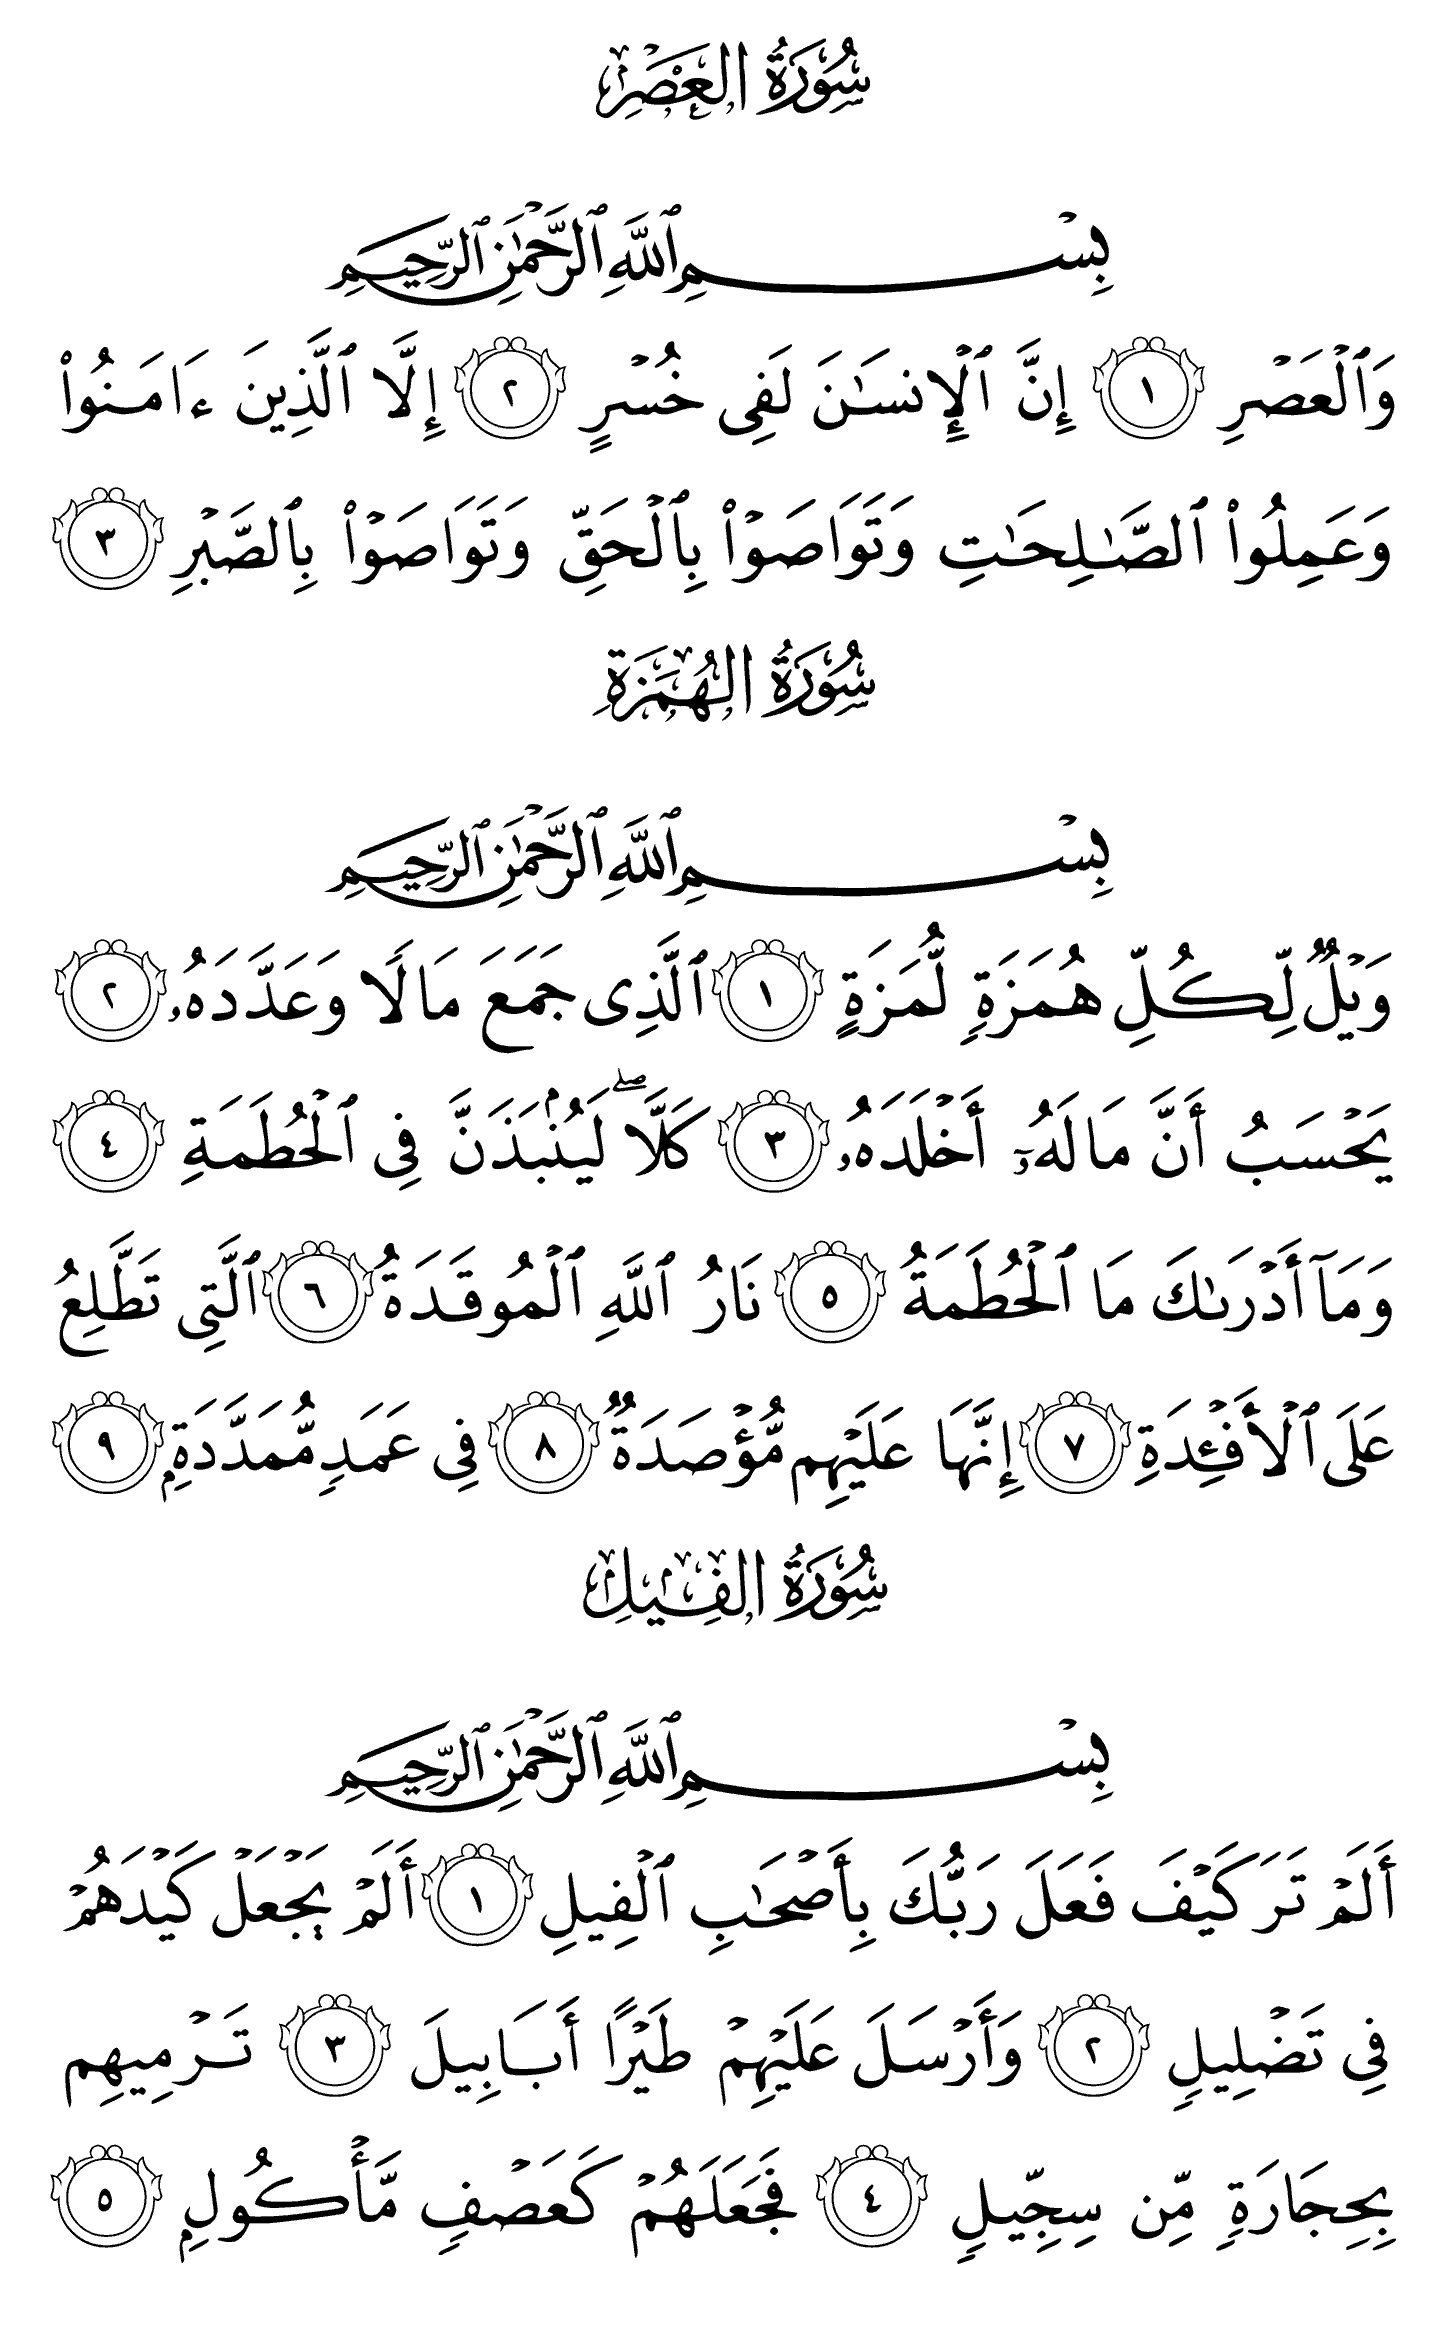 سُورَةُ العَصۡرِ
بِسۡمِ ٱللَّهِ ٱلرَّحۡمَٰنِ ٱلرَّحِيمِ
وَٱلۡعَصۡرِ ١ إِنَّ ٱلۡإِنسَٰنَ لَفِي خُسۡرٍ ٢ إِلَّا ٱلَّذِينَ ءَامَنُواْ
وَعَمِلُواْ ٱلصَّٰلِحَٰتِ وَتَوَاصَوۡاْ بِٱلۡحَقِّ وَتَوَاصَوۡاْ بِٱلصَّبۡرِ ٣
سُورَةُ الهُمَزَةِ
بِسۡمِ ٱللَّهِ ٱلرَّحۡمَٰنِ ٱلرَّحِيمِ
وَيۡلٞ لِّكُلِّ هُمَزَةٖ لُّمَزَةٍ ١ ٱلَّذِي جَمَعَ مَالٗا وَعَدَّدَهُۥ ٢
يَحۡسَبُ أَنَّ مَالَهُۥٓ أَخۡلَدَهُۥ ٣ كَلَّاۖ لَيُنۢبَذَنَّ فِي ٱلۡحُطَمَةِ ٤
وَمَآ أَدۡرَىٰكَ مَا ٱلۡحُطَمَةُ ٥ نَارُ ٱللَّهِ ٱلۡمُوقَدَةُ ٦ ٱلَّتِي تَطَّلِعُ
عَلَى ٱلۡأَفۡـِٔدَةِ ٧ إِنَّهَا عَلَيۡهِم مُّؤۡصَدَةٞ ٨ فِي عَمَدٖ مُّمَدَّدَةِۭ ٩
سُورَةُ الفِيلِ
بِسۡمِ ٱللَّهِ ٱلرَّحۡمَٰنِ ٱلرَّحِيمِ
أَلَمۡ تَرَ كَيۡفَ فَعَلَ رَبُّكَ بِأَصۡحَٰبِ ٱلۡفِيلِ ١ أَلَمۡ يَجۡعَلۡ كَيۡدَهُمۡ
فِي تَضۡلِيلٖ ٢ وَأَرۡسَلَ عَلَيۡهِمۡ طَيۡرًا أَبَابِيلَ ٣ تَرۡمِيهِم
بِحِجَارَةٖ مِّن سِجِّيلٖ ٤ فَجَعَلَهُمۡ كَعَصۡفٖ مَّأۡكُولِۭ ٥